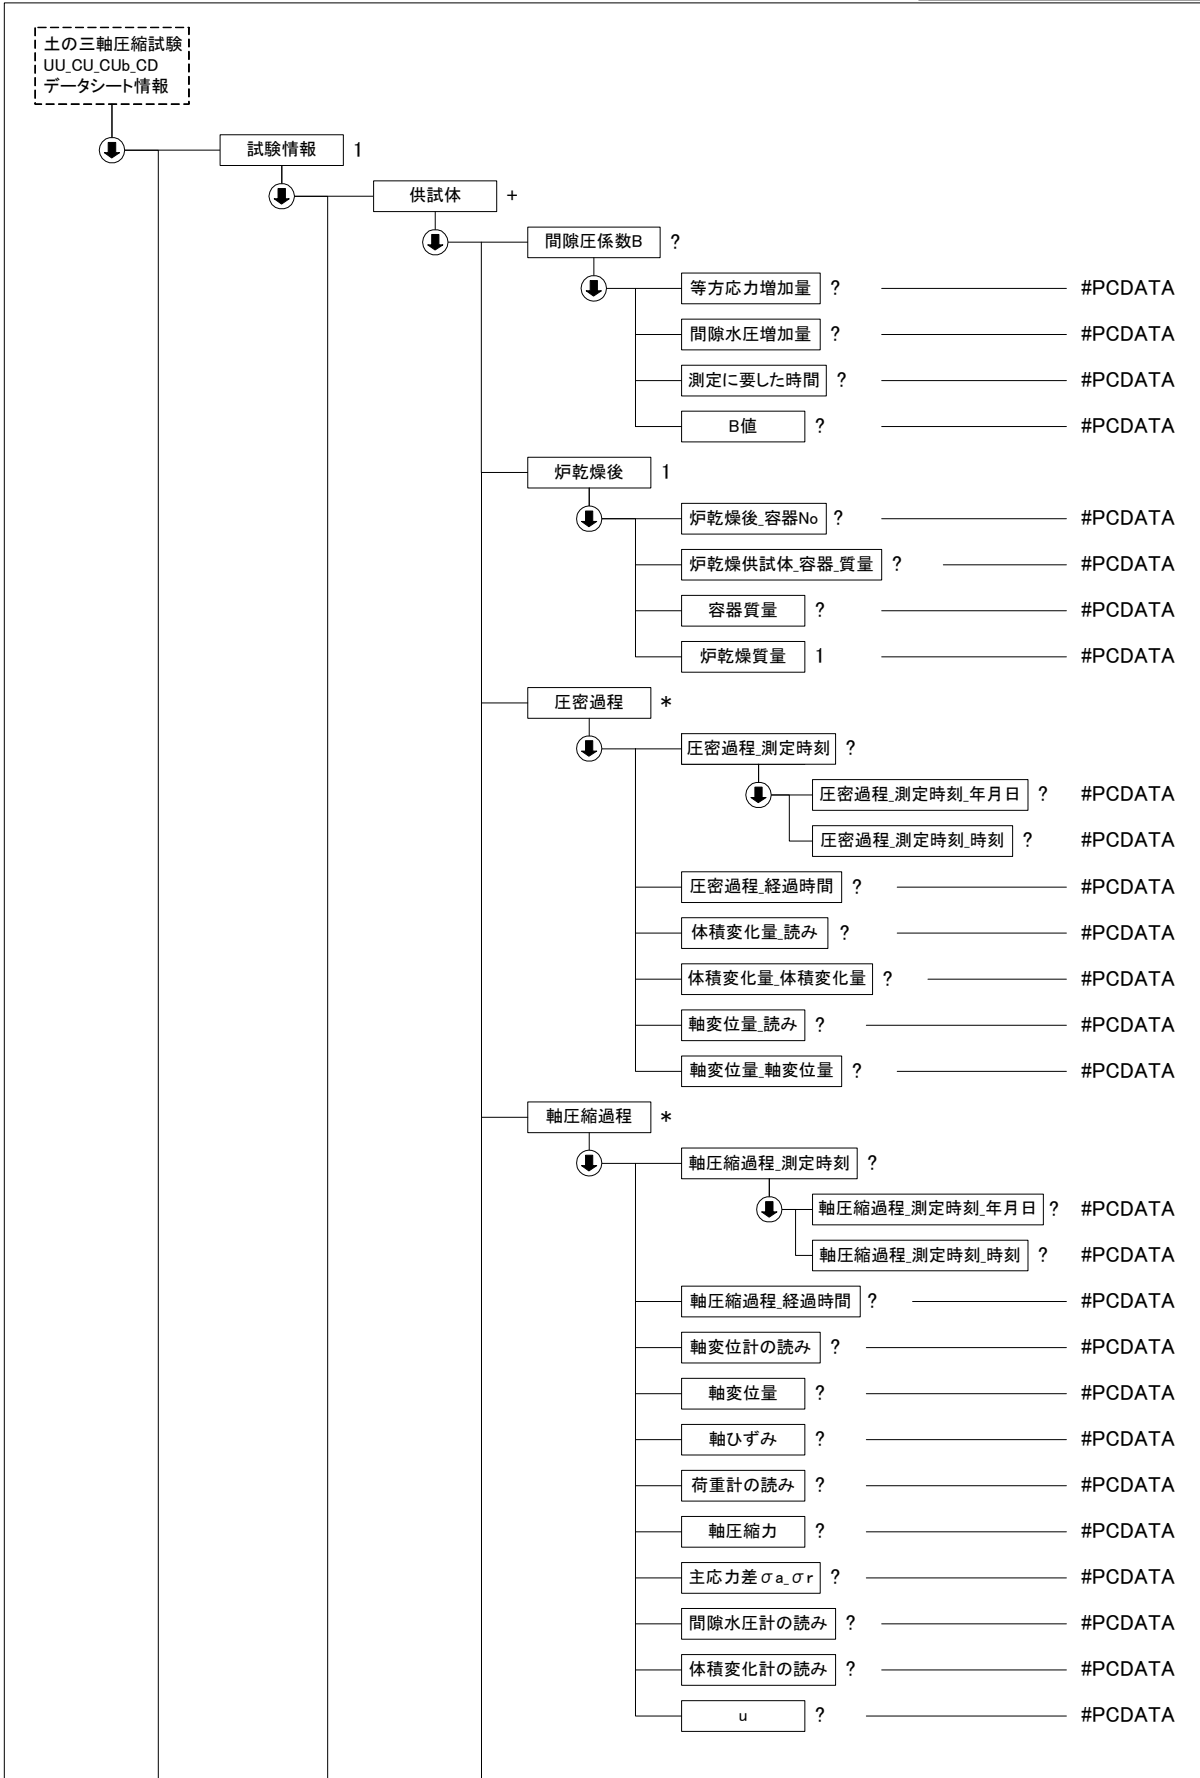 土の三軸圧縮試験
UU_CU_CUb_CD
データシート情報
試験情報 1
供試体 +
間隙圧係数B ?
等方応力増加量 ? #PCDATA
間隙水圧増加量 ? #PCDATA
測定に要した時間 ? #PCDATA
B値 ? #PCDATA
炉乾燥後 1
炉乾燥後_容器No ? #PCDATA
炉乾燥供試体_容器_質量 ? #PCDATA
容器質量 ? #PCDATA
炉乾燥質量 1 #PCDATA
圧密過程 *
圧密過程_測定時刻 ?
圧密過程_測定時刻_年月日 ? #PCDATA
圧密過程_測定時刻_時刻 ? #PCDATA
圧密過程_経過時間 ? #PCDATA
体積変化量_読み ? #PCDATA
体積変化量_体積変化量 ? #PCDATA
軸変位量_読み ? #PCDATA
軸変位量_軸変位量 ? #PCDATA
軸圧縮過程 *
軸圧縮過程_測定時刻 ?
軸圧縮過程_測定時刻_年月日 ? #PCDATA
軸圧縮過程_測定時刻_時刻 ? #PCDATA
軸圧縮過程_経過時間 ? #PCDATA
軸変位計の読み ? #PCDATA
軸変位量 ? #PCDATA
軸ひずみ ? #PCDATA
荷重計の読み ? #PCDATA
軸圧縮力 ? #PCDATA
主応力差σa_σr ? #PCDATA
間隙水圧計の読み ? #PCDATA
体積変化計の読み ? #PCDATA
u ? #PCDATA